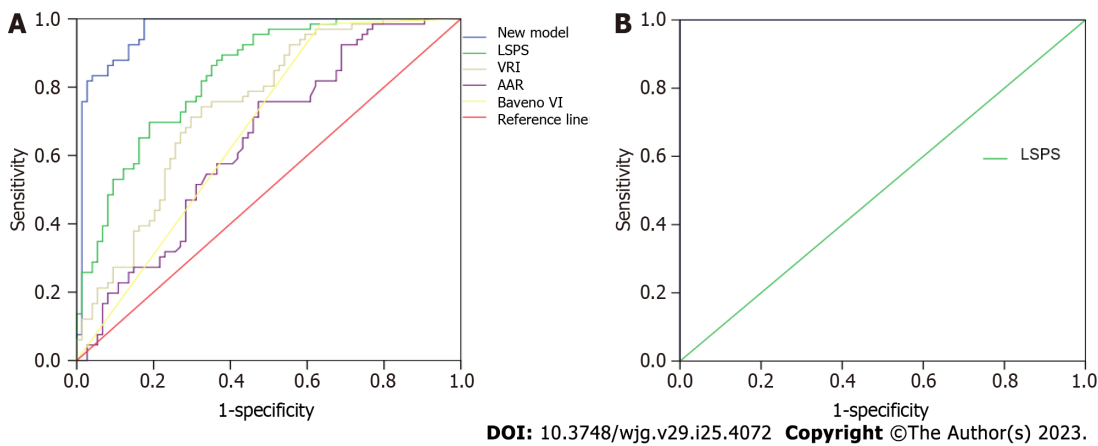 A
1.0
0.8
0.6
0.4
0.2
0.0
Sensitivity
0.0 0.2 0.4 0.6 0.8 1.0
1-specificity
New model
LSPS
VRI
AAR
Baveno VI
Reference line
B
1.0
0.8
0.6
0.4
0.2
0.0
Sensitivity
0.0 0.2 0.4 0.6 0.8 1.0
1-specificity
LSPS
DOI: 10.3748/wjg.v29.i25.4072 Copyright ©The Author(s) 2023.